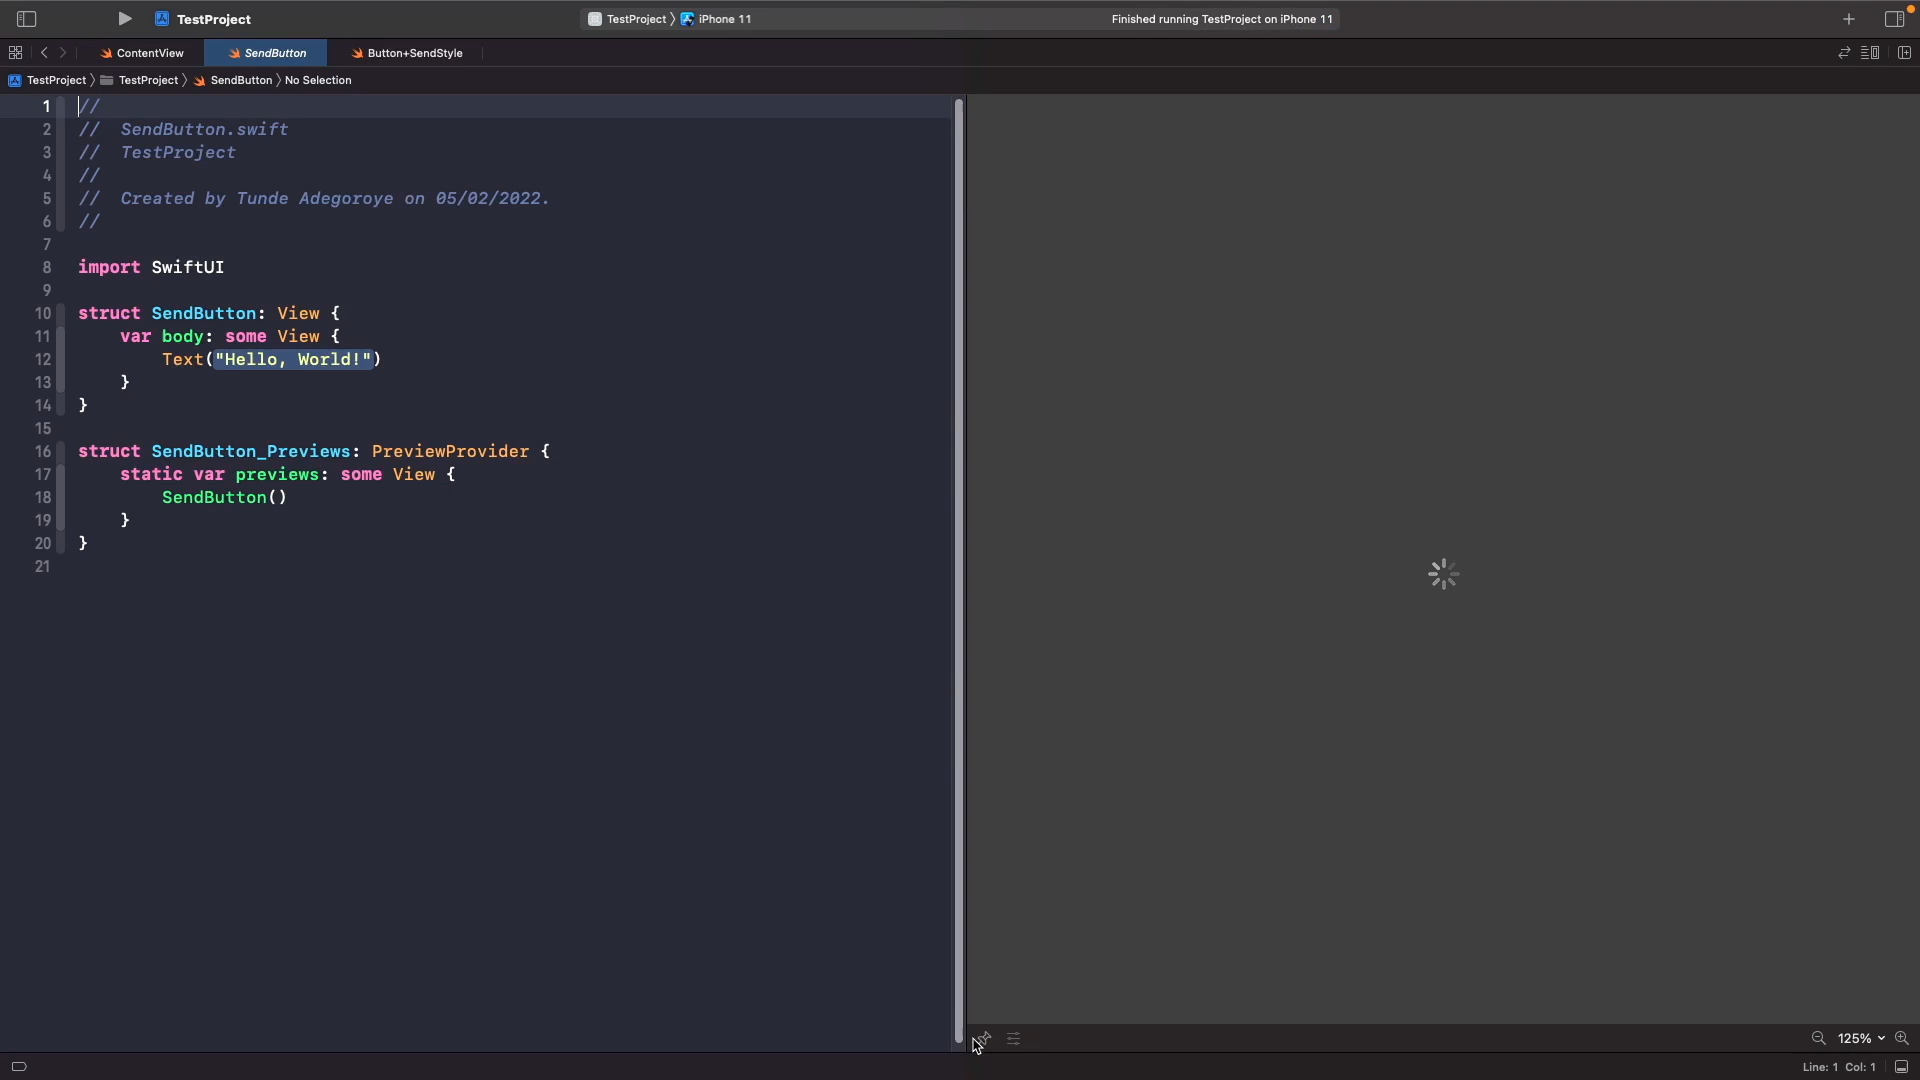 TestProject
TestProject 〉 iPhone 11
Finished running TestProject on iPhone 11
ContentView
SendButton
Button+SendStyle
TestProject 〉 TestProject 〉 SendButton 〉 No Selection
1 //
2 //  SendButton.swift
3 //  TestProject
4 //
5 //  Created by Tunde Adegoroye on 05/02/2022.
6 //
7
8 import SwiftUI
9
10 struct SendButton: View {
11     var body: some View {
12         Text("Hello, World!")
13     }
14 }
15
16 struct SendButton_Previews: PreviewProvider {
17     static var previews: some View {
18         SendButton()
19     }
20 }
21
125%
Line: 1 Col: 1